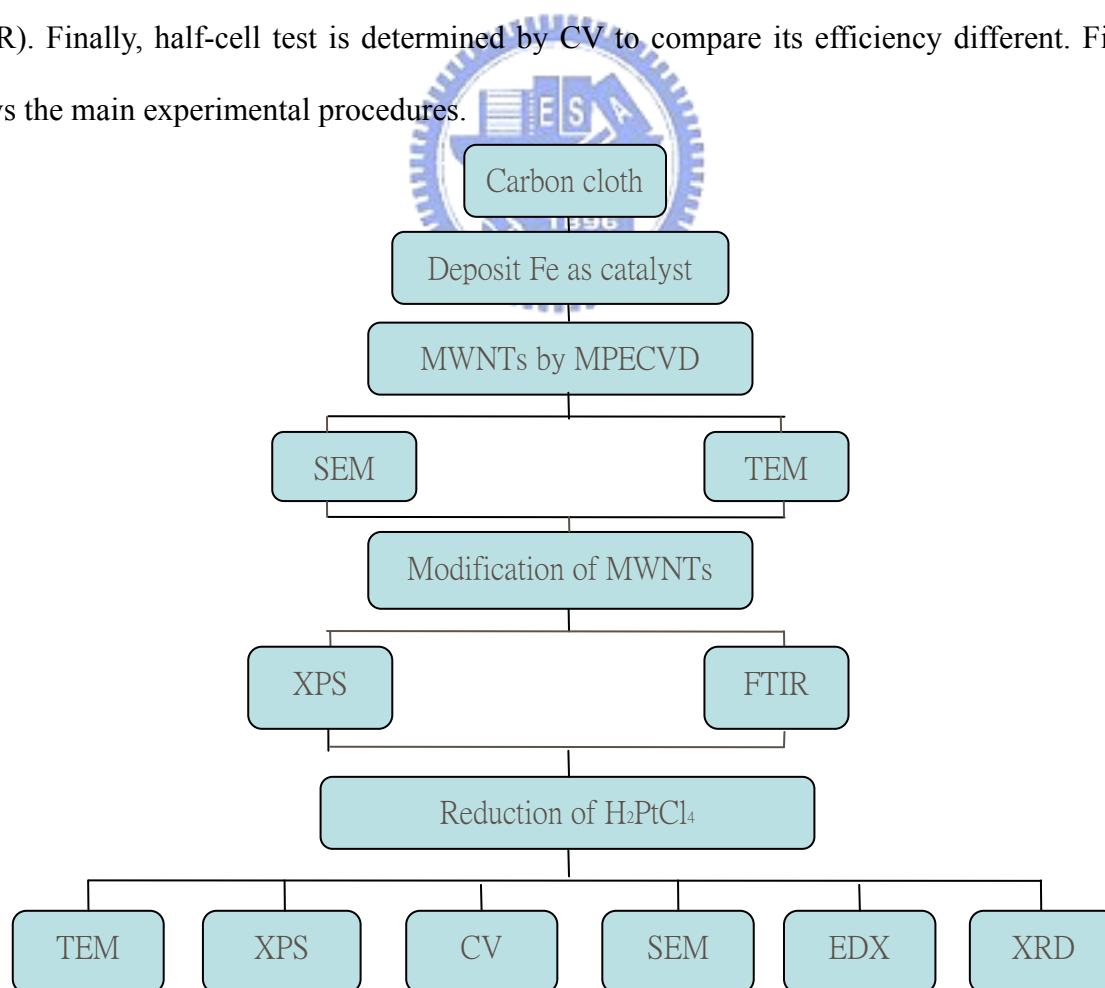 R). Finally, half-cell test is determined by CV to compare its efficiency different. Fi
s the main experimental procedures.
ESA
1896
Carbon cloth
Deposit Fe as catalyst
MWNTs by MPECVD
SEM TEM
Modification of MWNTs
XPS FTIR
Reduction of H₂PtCl₄
TEM XPS CV SEM EDX XRD